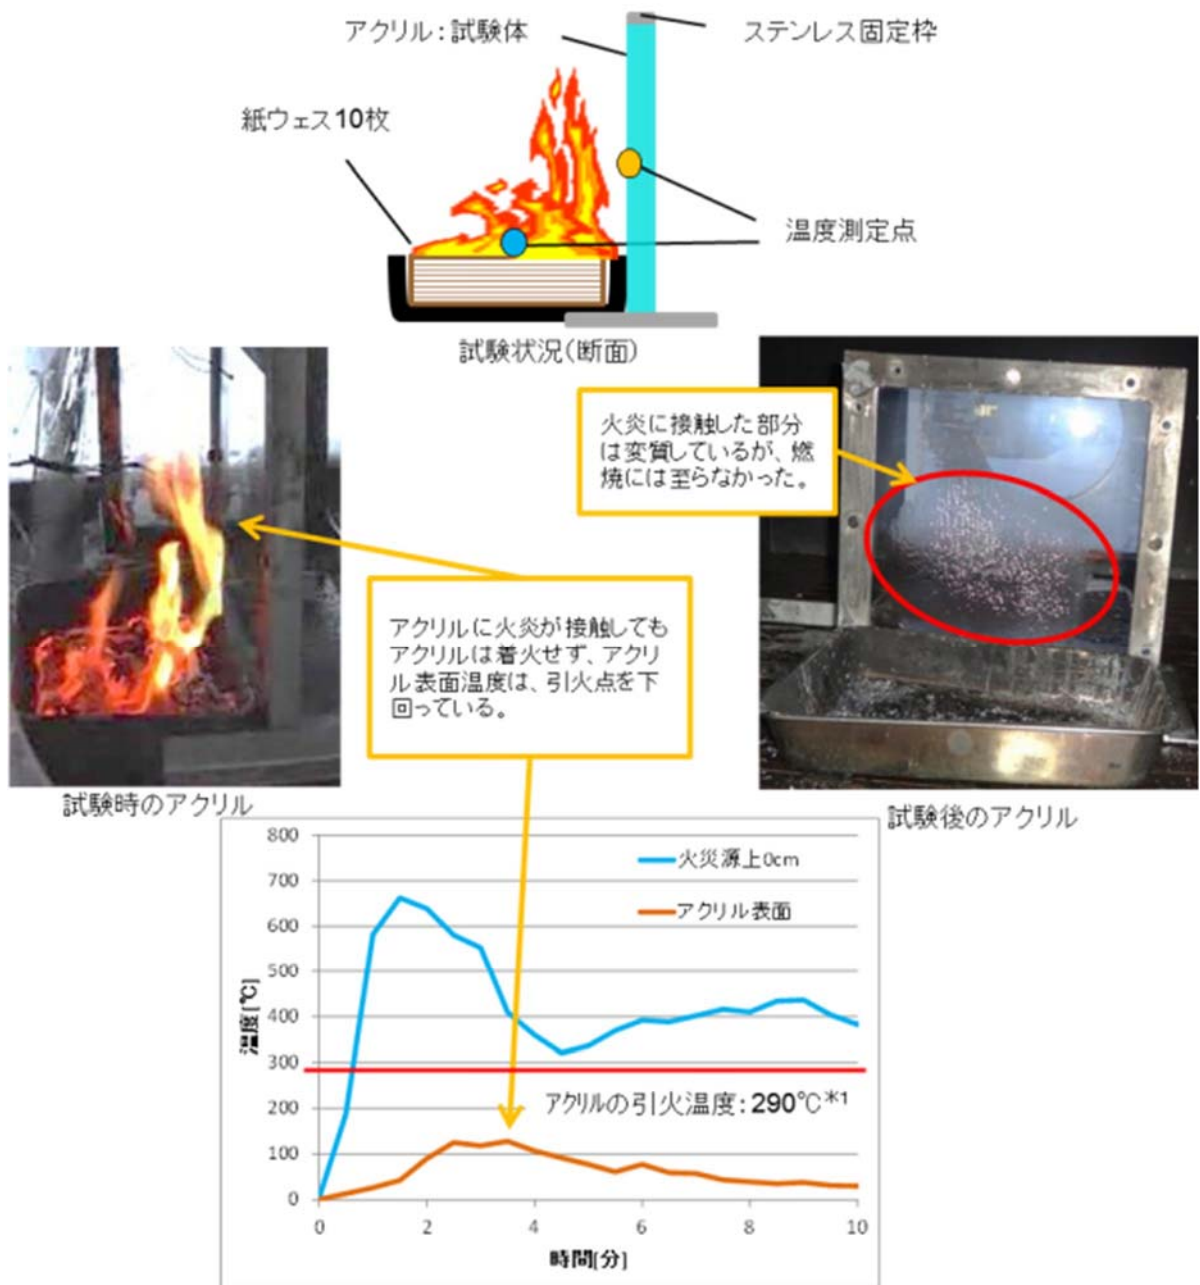 アクリル：試験体
ステンレス固定枠
紙ウェス10枚
温度測定点
試験状況(断面)
火炎に接触した部分
は変質しているが、燃
焼には至らなかった。
アクリルに火炎が接触しても
アクリルは着火せず、アクリ
ル表面温度は、引火点を下
回っている。
試験時のアクリル
試験後のアクリル
800
700
600
500
400
300
200
100
0
温度[℃]
火災源上0cm
アクリル表面
アクリルの引火温度：290℃*1
0
2
4
6
8
10
時間[分]